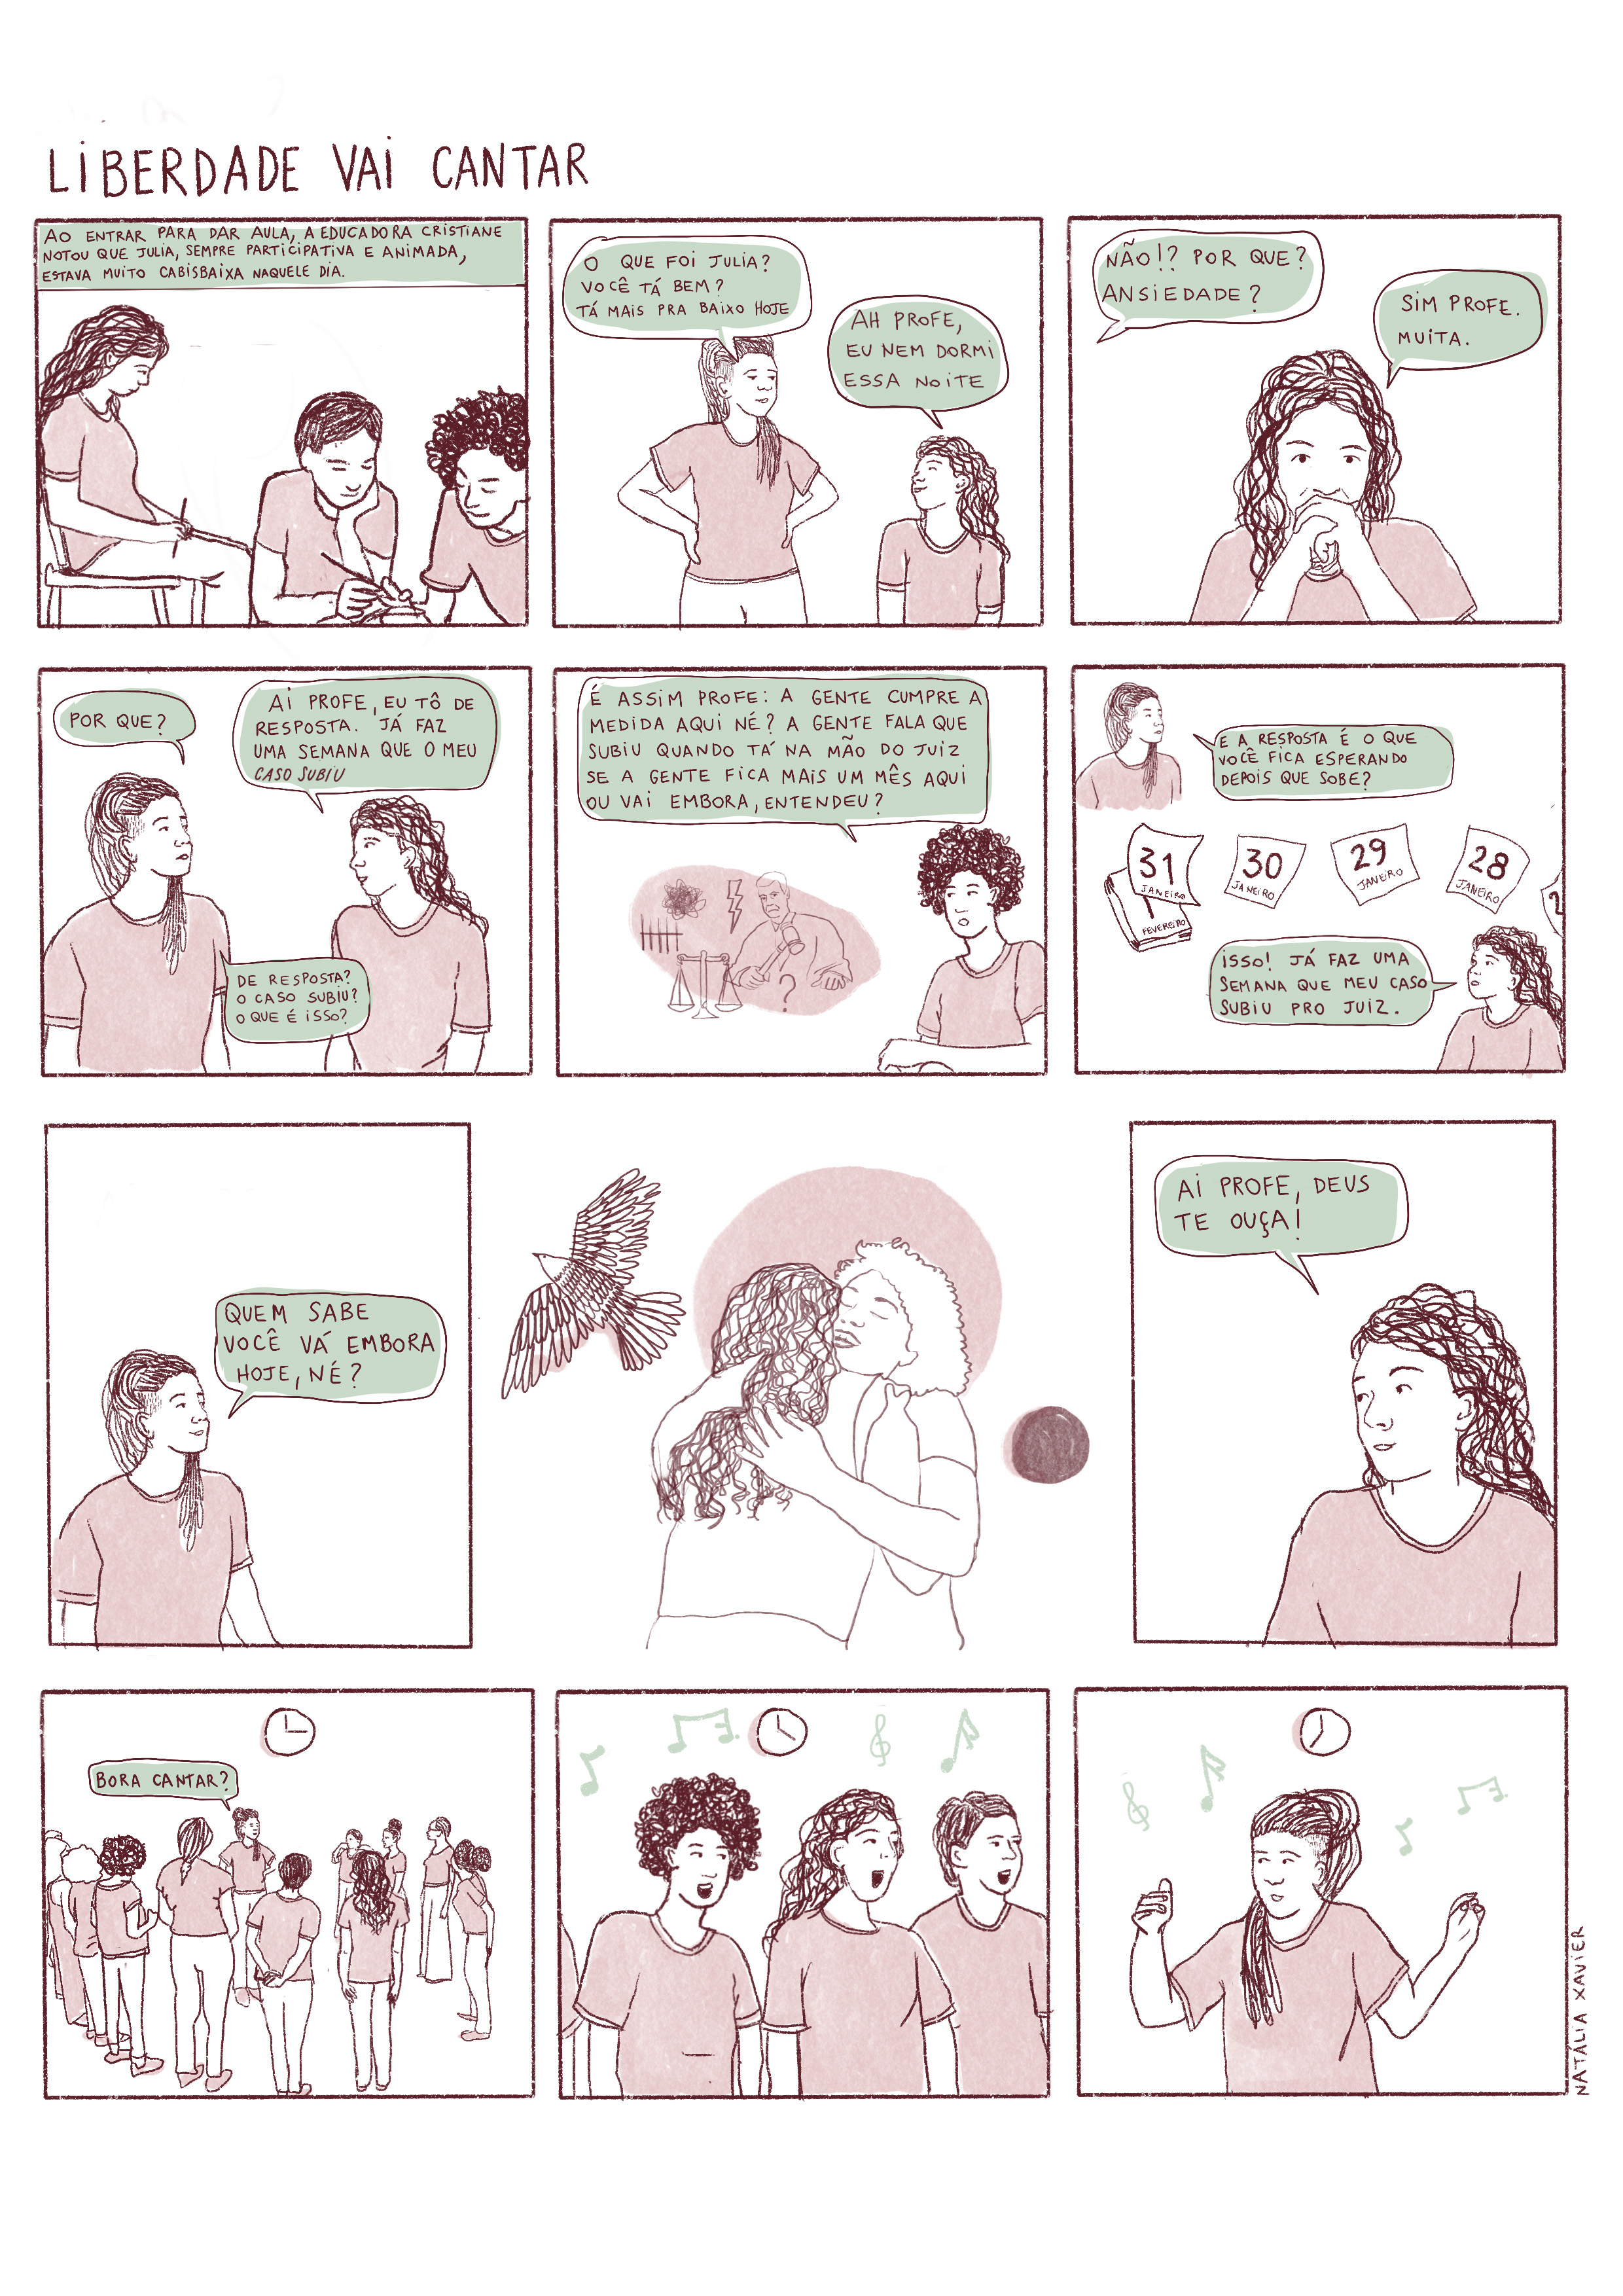 LIBERDADE VAI CANTAR
AO ENTRAR PARA DAR AULA, A EDUCADORA CRISTIANE
NOTOU QUE JULIA, SEMPRE PARTICIPATIVA E ANIMADA,
ESTAVA MUITO CABISBAIXA NAQUELE DIA.
O QUE FOI JULIA?
VOCÊ TÁ BEM?
TÁ MAIS PRA BAIXO HOJE
AH PROFE,
EU NEM DORMI
ESSA NOITE
NÃO!? POR QUE?
ANSIEDADE?
SIM PROFE.
MUITA.
POR QUE?
AI PROFE, EU TÔ DE
RESPOSTA. JÁ FAZ
UMA SEMANA QUE O MEU
CASO SUBIU
DE RESPOSTA?
O CASO SUBIU?
O QUE É ISSO?
É ASSIM PROFE: A GENTE CUMPRE A
MEDIDA AQUI NÉ? A GENTE FALA QUE
SUBIU QUANDO TÁ NA MÃO DO JUIZ
SE A GENTE FICA MAIS UM MÊS AQUI
OU VAI EMBORA, ENTENDEU?
?
E A RESPOSTA É O QUE
VOCÊ FICA ESPERANDO
DEPOIS QUE SOBE?
31
JANEIRO
1
FEVEREIRO
30
JANEIRO
29
JANEIRO
28
JANEIRO
2
ISSO! JÁ FAZ UMA
SEMANA QUE MEU CASO
SUBIU PRO JUIZ.
QUEM SABE
VOCÊ VÁ EMBORA
HOJE, NÉ?
AI PROFE, DEUS
TE OUÇA!
BORA CANTAR?
NATÁLIA XAVIER